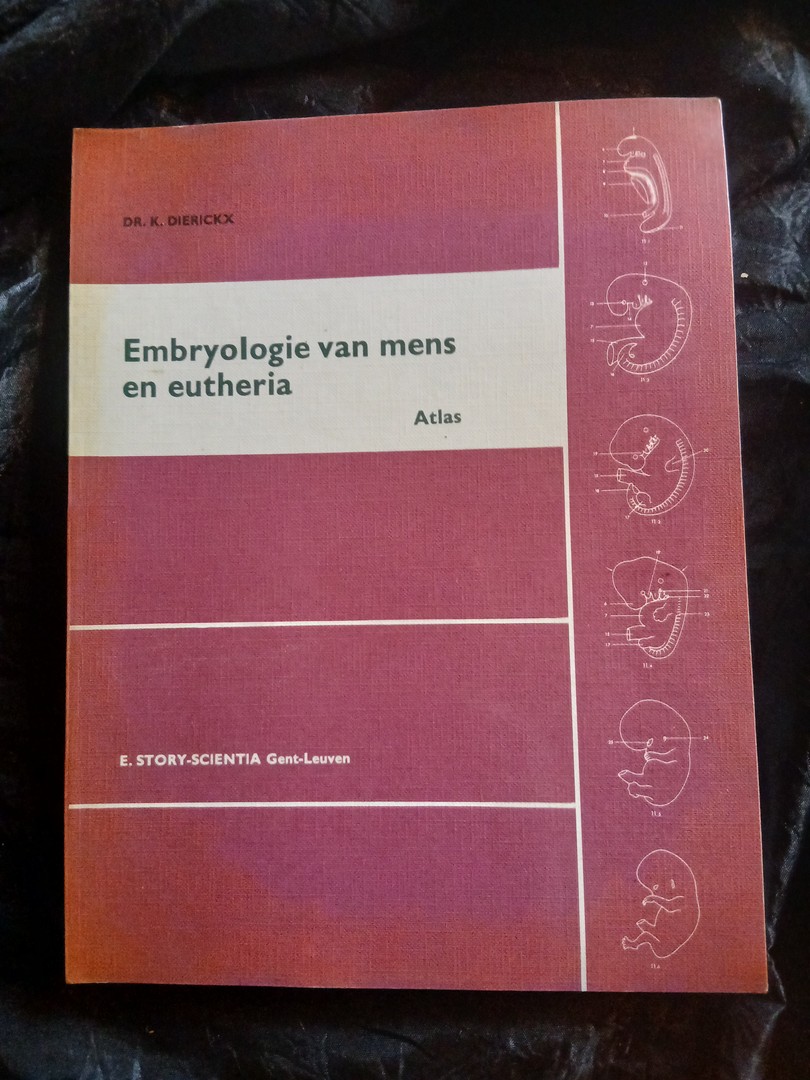 DR. K. DIERICKX
Embryologie van mens
en eutheria
Atlas
E. STORY-SCIENTIA Gent-Leuven